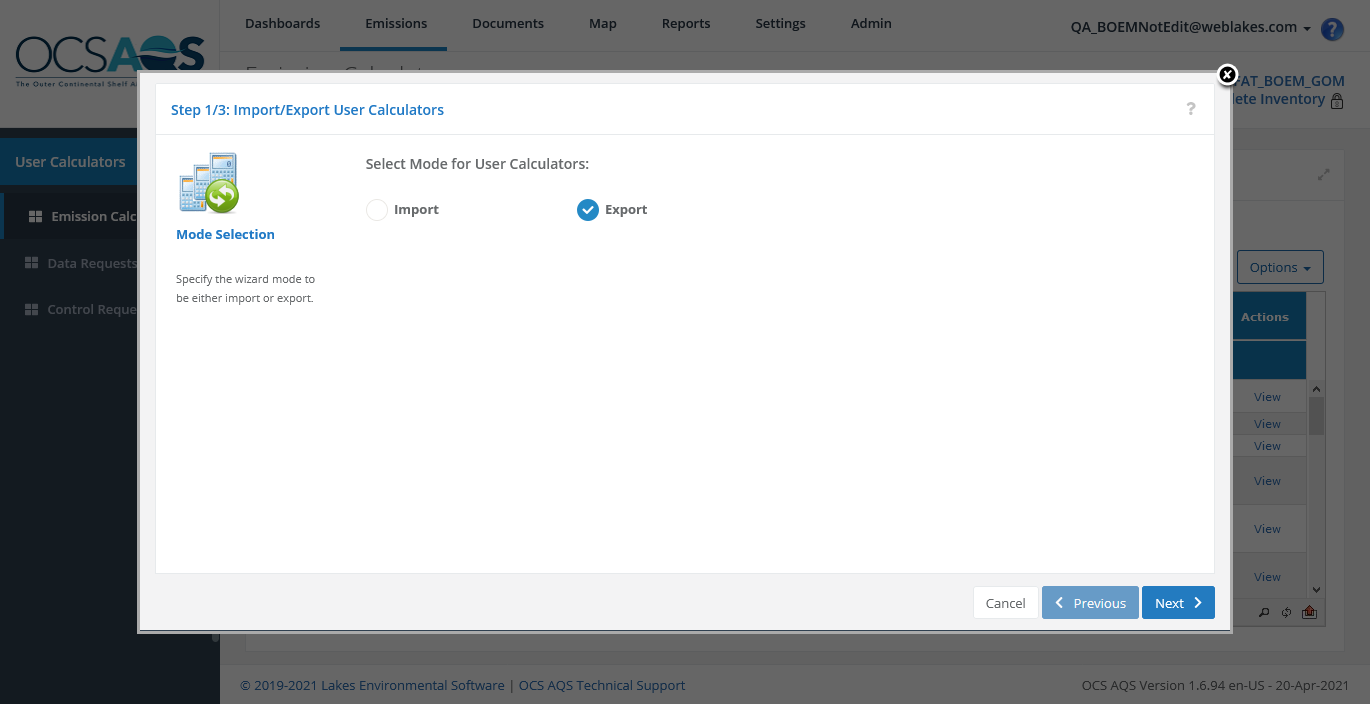 Dashboards
Emissions
Documents
Map
Reports
Settings
Admin
QA_BOEMNotEdit@weblakes.com
?
OCSAQS
The Outer Continental Shelf
FAT_BOEM_GOM
Inventory
User Calculators
Emission
Data Requests
Control
Step 1/3: Import/Export User Calculators
?
Select Mode for User Calculators:
Import
Export
Mode Selection
Specify the wizard mode to
be either import or export.
Options
Actions
View
View
View
View
View
View
Cancel
Previous
Next
© 2019-2021 Lakes Environmental Software | OCS AQS Technical Support
OCS AQS Version 1.6.94 en-US - 20-Apr-2021